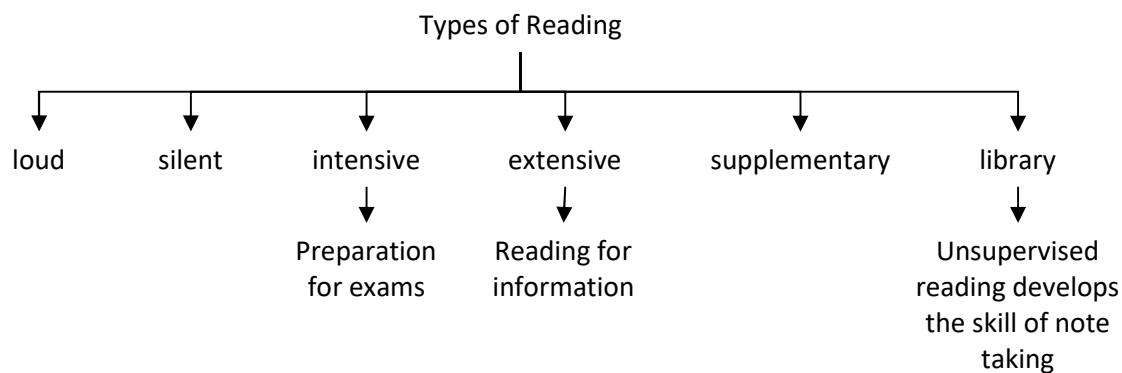 Types of Reading
loud silent intensive extensive supplementary library
Preparation
for exams
Reading for
information
Unsupervised
reading develops
the skill of note
taking